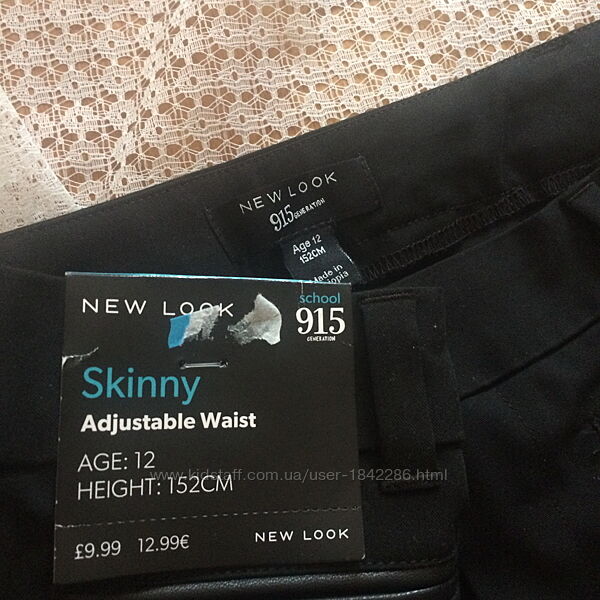 NEW LOOK
915 GENERATION
Age 12
152CM
Made in
NEW LOOK
school
915
GENERATION
Skinny
Adjustable Waist
AGE: 12
HEIGHT: 152CM
£9.99 12.99€
NEW LOOK
www.kidstaff.com.ua/user-1842286.html